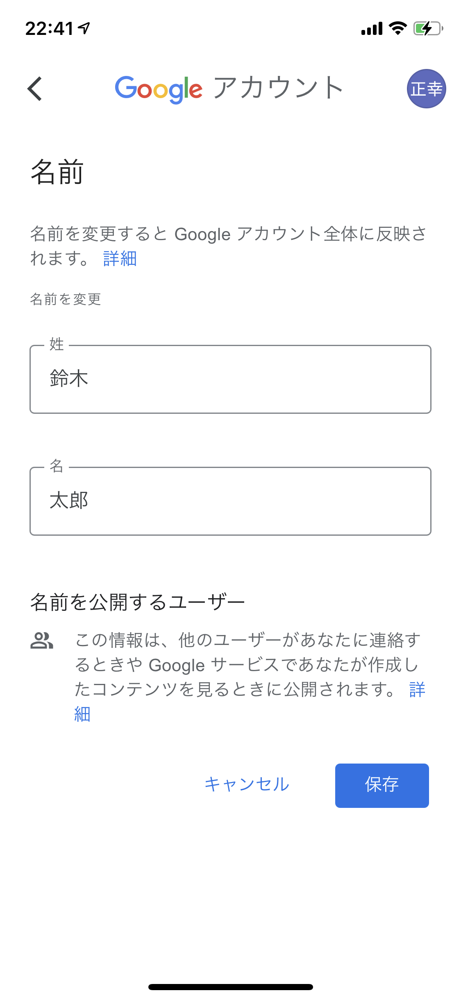 22:41
Google アカウント
正幸
名前
名前を変更すると Google アカウント全体に反映さ
れます。 詳細
名前を変更
姓
鈴木
名
太郎
名前を公開するユーザー
この情報は、他のユーザーがあなたに連絡す
るときや Google サービスであなたが作成し
たコンテンツを見るときに公開されます。 詳
細
キャンセル
保存